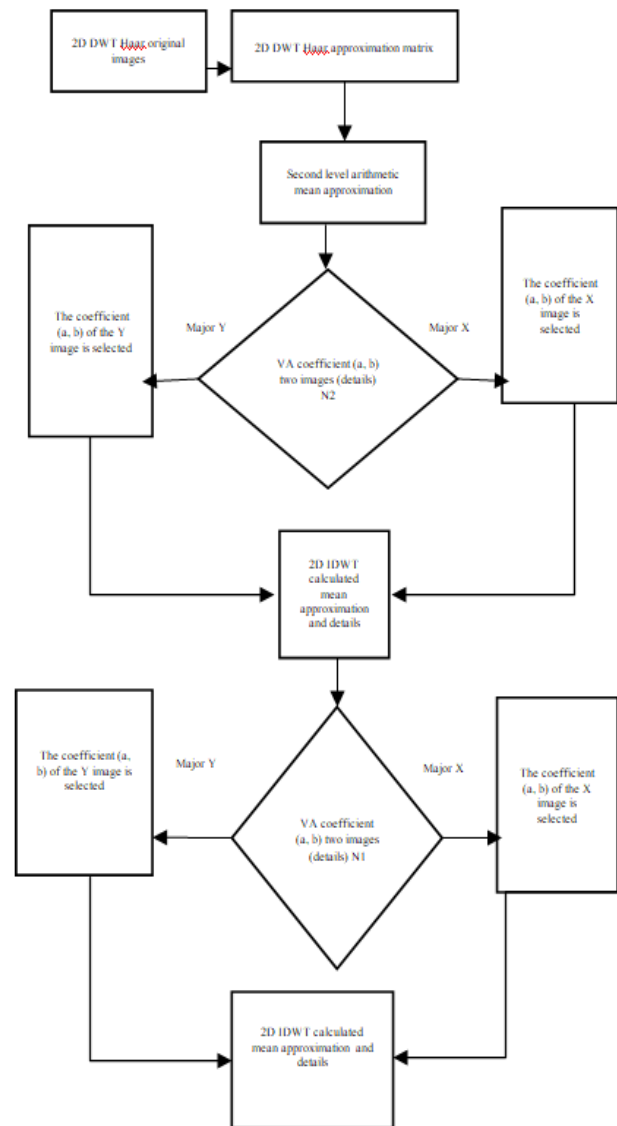 2D DWT Haar original
images
2D DWT Haar approximation matrix
Second level arithmetic
mean approximation
The coefficient
(a, b) of the Y
image is
selected
Major Y
VA coefficient (a, b)
two images (details)
N2
Major X
The coefficient
(a, b) of the X
image is
selected
2D IDWT
calculated
mean
approximation
and details
The coefficient (a,
b) of the Y image is
selected
Major Y
VA coefficient
(a, b) two images
(details) N1
Major X
The coefficient
(a, b) of the X
image is
selected
2D IDWT calculated
mean approximation and
details